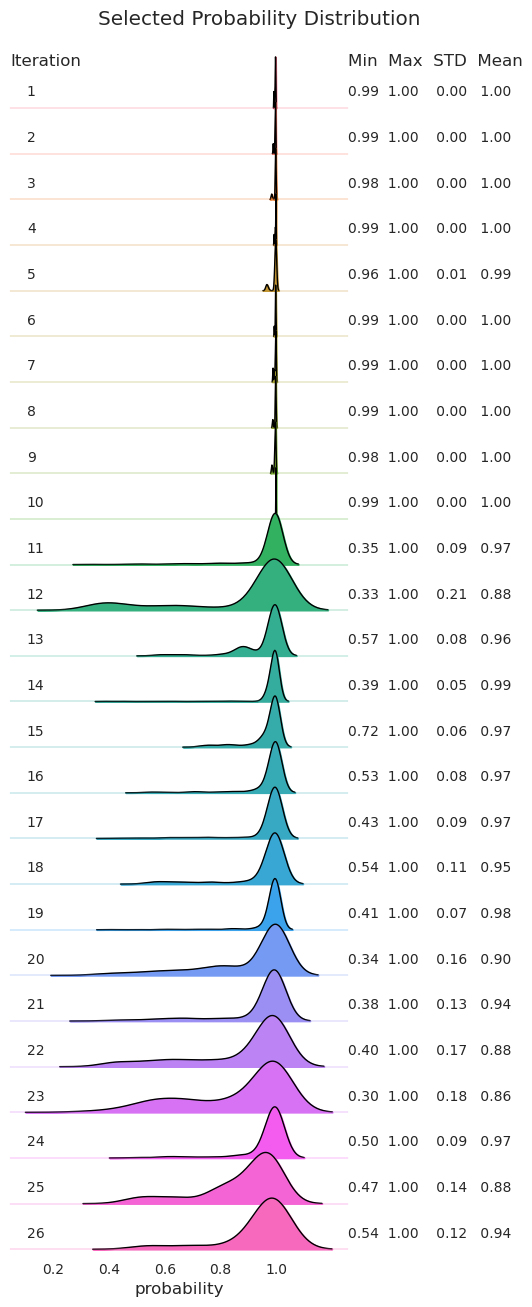 Selected Probability Distribution
Iteration Min Max STD Mean
1 0.99 1.00 0.00 1.00
2 0.99 1.00 0.00 1.00
3 0.98 1.00 0.00 1.00
4 0.99 1.00 0.00 1.00
5 0.96 1.00 0.01 0.99
6 0.99 1.00 0.00 1.00
7 0.99 1.00 0.00 1.00
8 0.99 1.00 0.00 1.00
9 0.98 1.00 0.00 1.00
10 0.99 1.00 0.00 1.00
11 0.35 1.00 0.09 0.97
12 0.33 1.00 0.21 0.88
13 0.57 1.00 0.08 0.96
14 0.39 1.00 0.05 0.99
15 0.72 1.00 0.06 0.97
16 0.53 1.00 0.08 0.97
17 0.43 1.00 0.09 0.97
18 0.54 1.00 0.11 0.95
19 0.41 1.00 0.07 0.98
20 0.34 1.00 0.16 0.90
21 0.38 1.00 0.13 0.94
22 0.40 1.00 0.17 0.88
23 0.30 1.00 0.18 0.86
24 0.50 1.00 0.09 0.97
25 0.47 1.00 0.14 0.88
26 0.54 1.00 0.12 0.94
0.2 0.4 0.6 0.8 1.0
probability